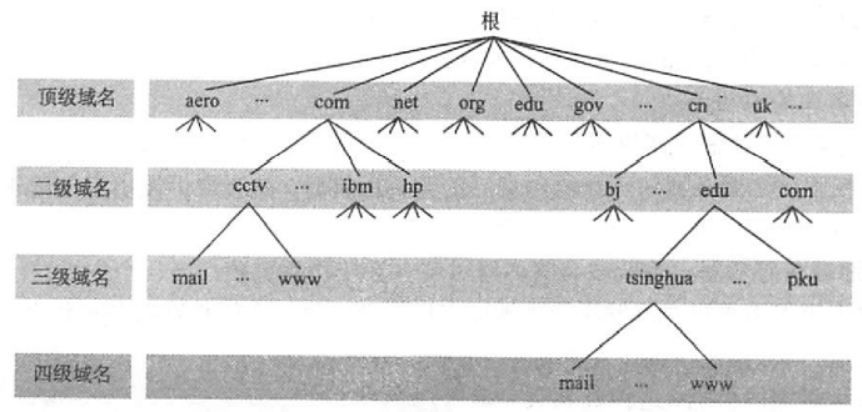 根
顶级域名 aero ... com net org edu gov ... cn uk ...
二级域名 cctv ... ibm hp bj ... edu com
三级域名 mail ... www tsinghua ... pku
四级域名 mail ... www